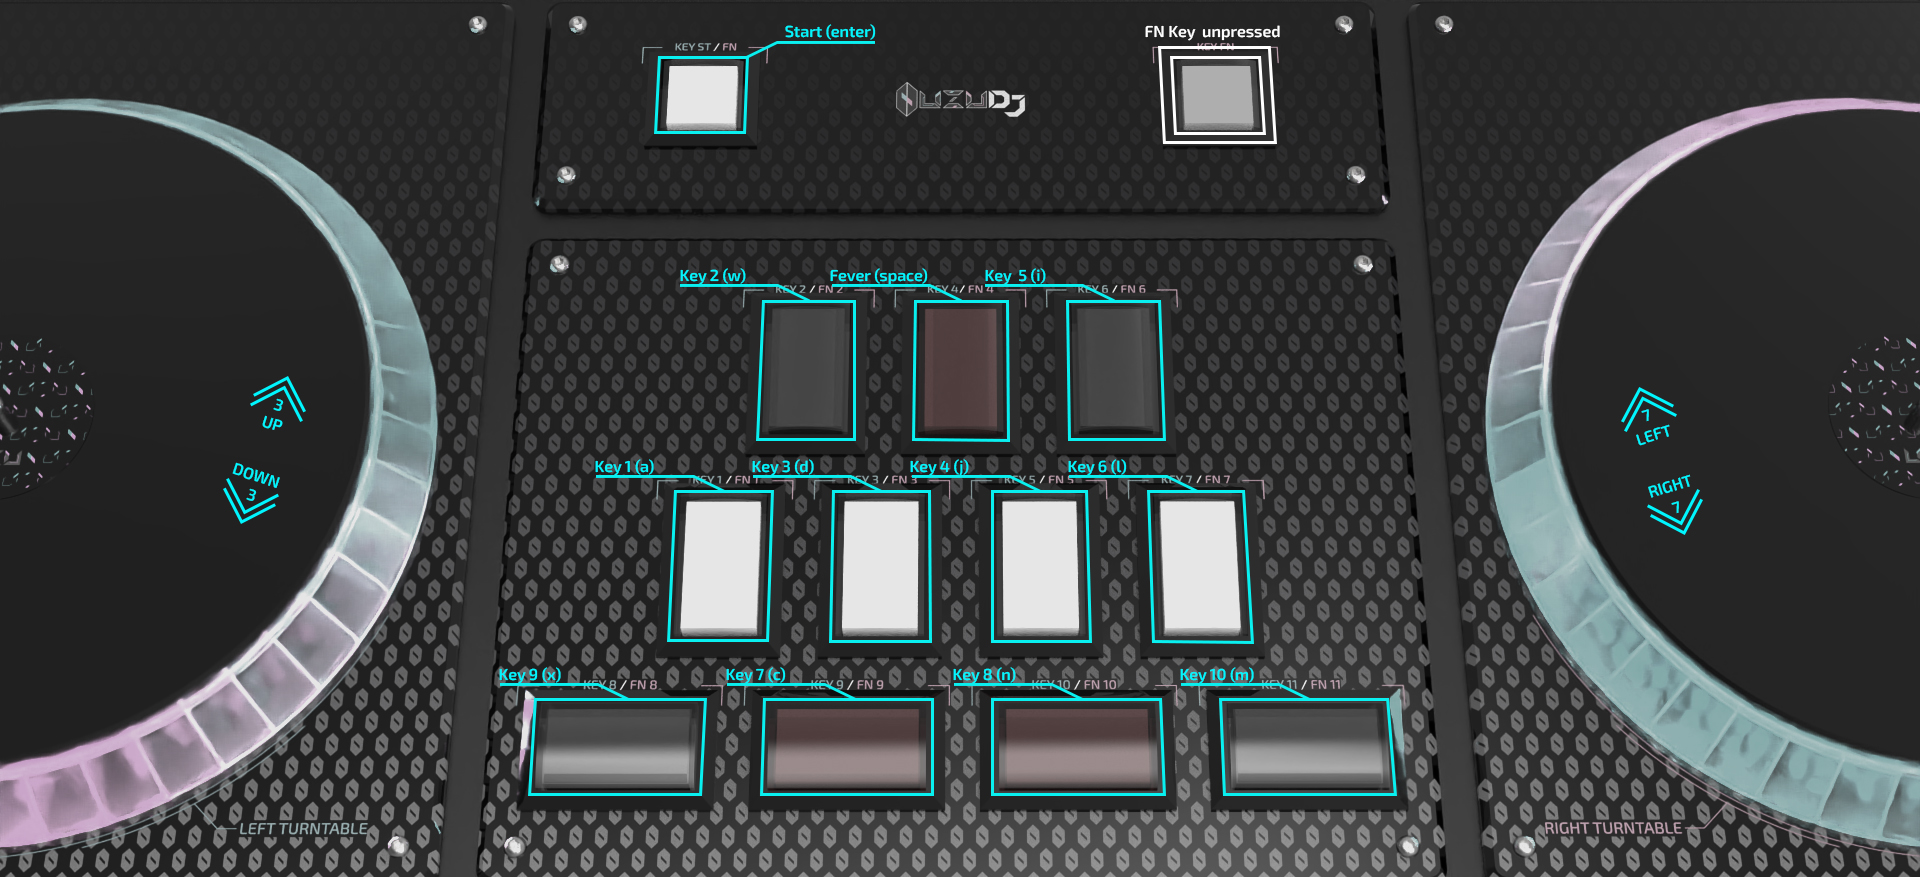 Start (enter)
KEY ST / FN
FN Key unpressed
KEY FN
UZUDJ
Key 2 (w)
Fever (space)
Key 5 (i)
KEY 2 / FN 2
KEY 4 / FN 4
KEY 6 / FN 6
3
UP
DOWN
3
7
LEFT
RIGHT
7
Key 1 (a)
Key 3 (d)
Key 4 (j)
Key 6 (l)
KEY 1 / FN 1
KEY 3 / FN 3
KEY 5 / FN 5
KEY 7 / FN 7
Key 9 (x)
Key 7 (c)
Key 8 (n)
Key 10 (m)
KEY 8 / FN 8
KEY 9 / FN 9
KEY 10 / FN 10
KEY 11 / FN 11
LEFT TURNTABLE
RIGHT TURNTABLE